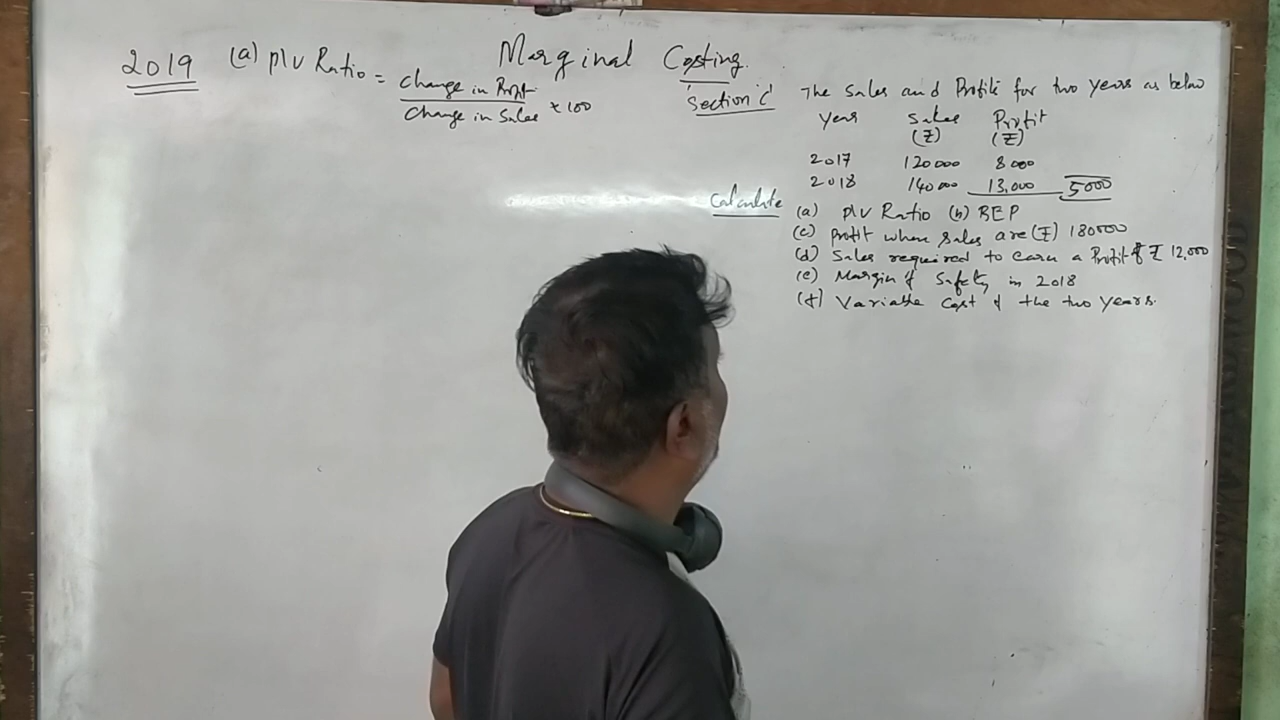 Marginal Costing.
2019 (a) P/V Ratio = Change in Profit / Change in Sales × 100
Section 'C' The Sales and Profits for two years as below
Year Sales (₹) Profit (₹)
2017 120000 8000
2018 140000 13,000 5000
Calculate (a) P/V Ratio (b) BEP
(c) Profit when sales are (₹) 180000
(d) Sales required to earn a Profit of ₹ 12,000
(e) Margin of Safety in 2018
(f) Variable Cost of the two years.